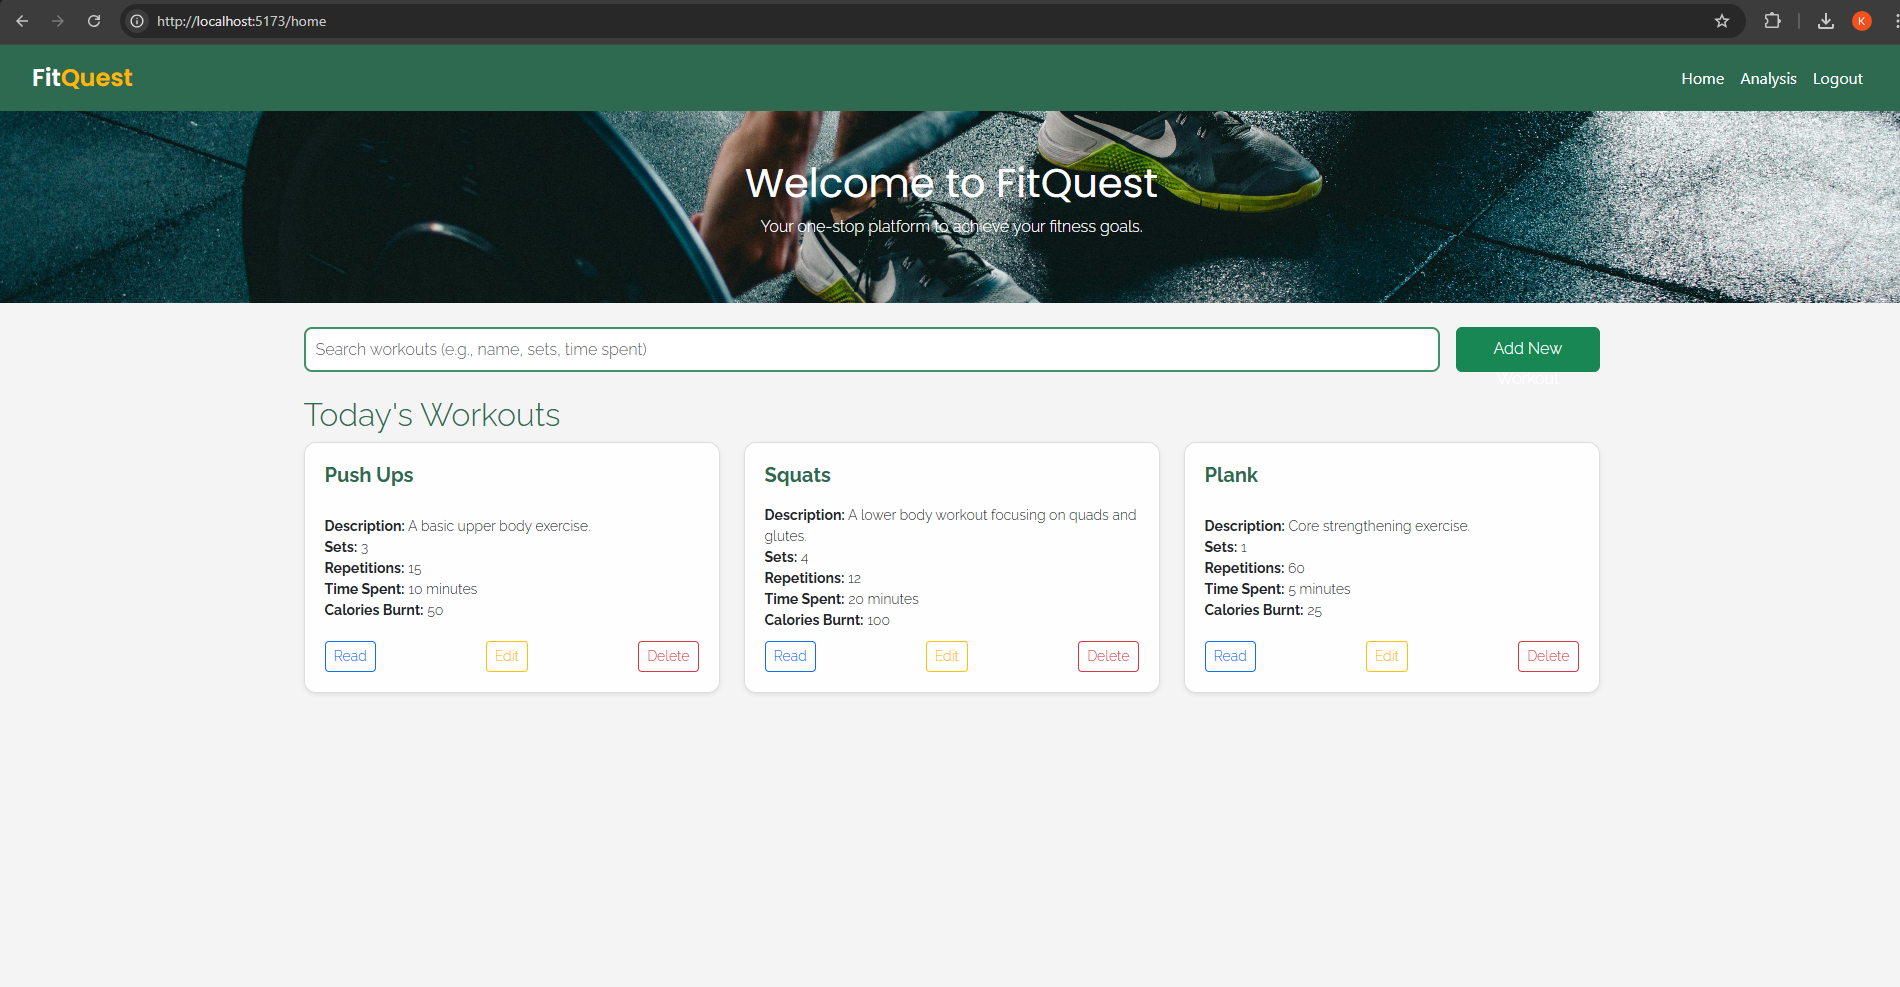 http://localhost:5173/home
K
FitQuest
Home Analysis Logout
Welcome to FitQuest
Your one-stop platform to achieve your fitness goals.
Search workouts (e.g., name, sets, time spent)
Add New
Workout
Today's Workouts
Push Ups
Description: A basic upper body exercise.
Sets: 3
Repetitions: 15
Time Spent: 10 minutes
Calories Burnt: 50
Read Edit Delete
Squats
Description: A lower body workout focusing on quads and
glutes.
Sets: 4
Repetitions: 12
Time Spent: 20 minutes
Calories Burnt: 100
Read Edit Delete
Plank
Description: Core strengthening exercise.
Sets: 1
Repetitions: 60
Time Spent: 5 minutes
Calories Burnt: 25
Read Edit Delete